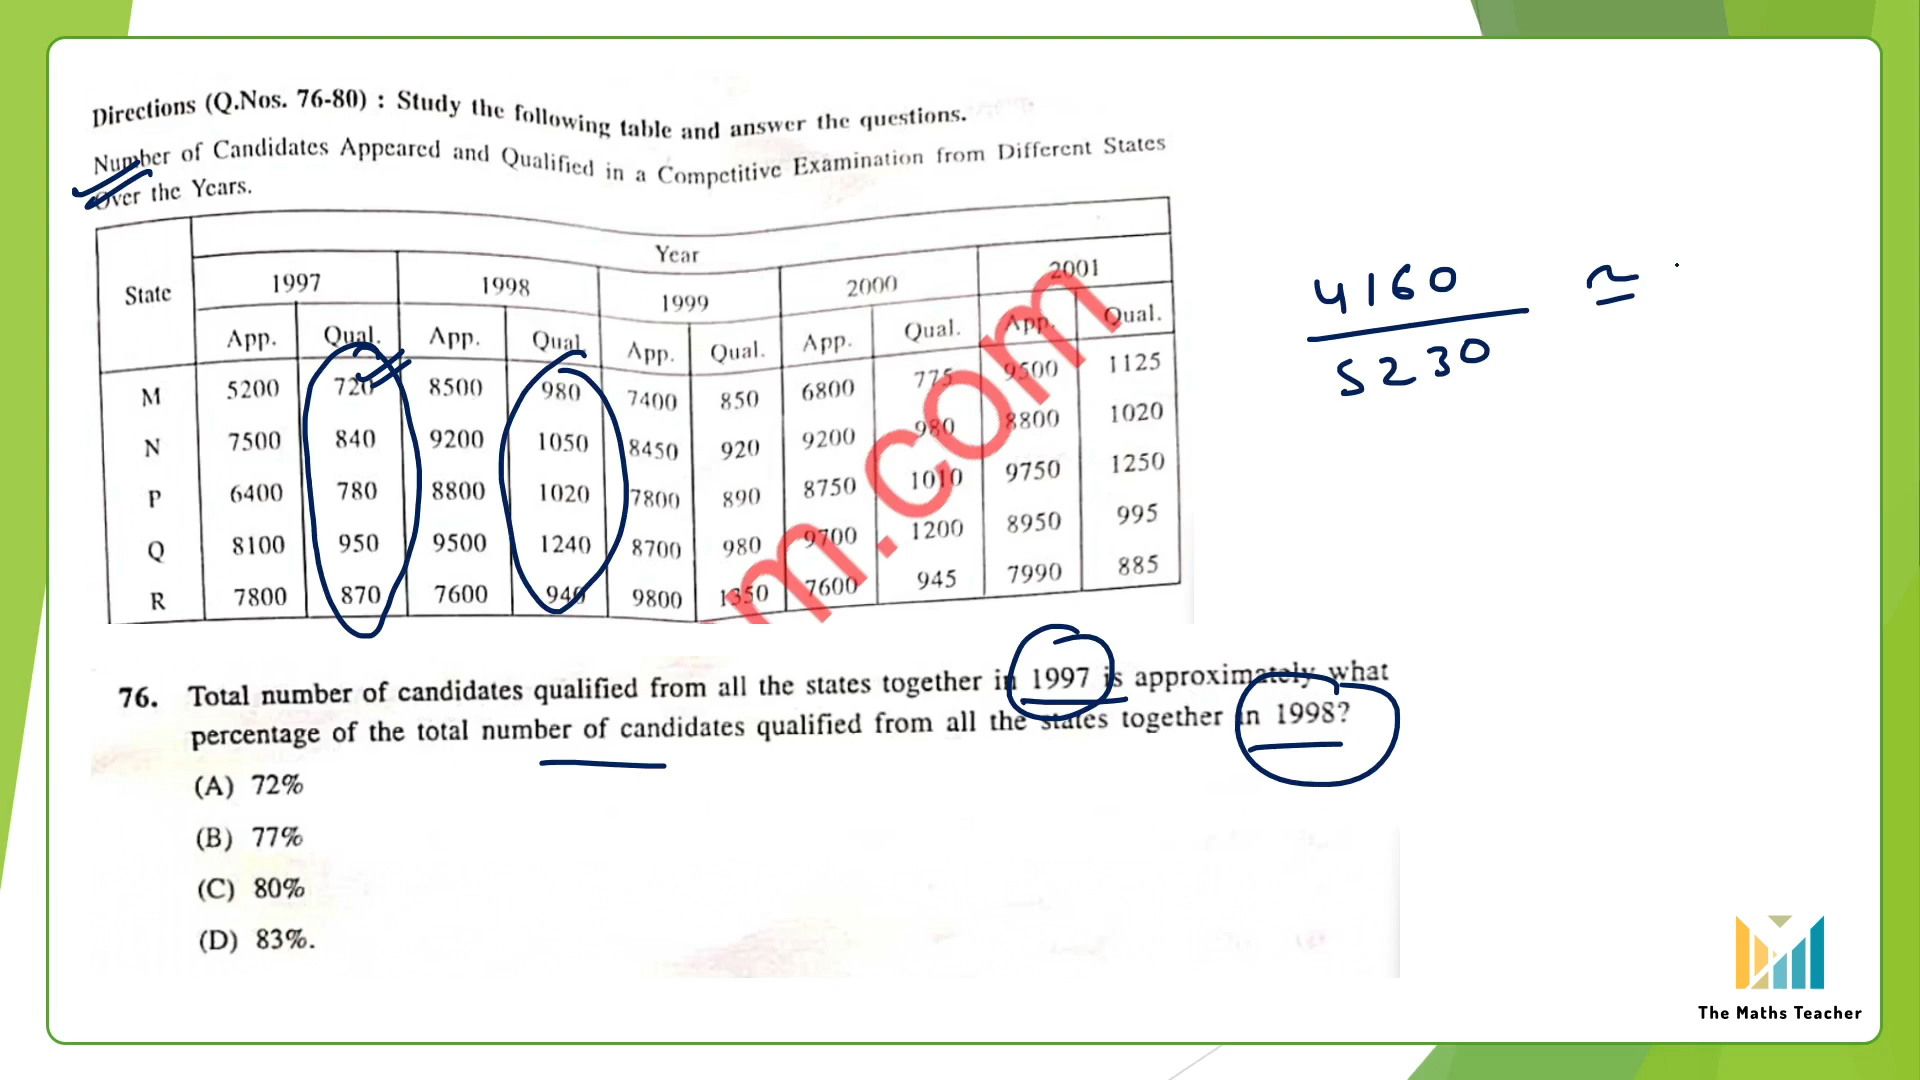 Directions (Q.Nos. 76-80) : Study the following table and answer the questions.
Number of Candidates Appeared and Qualified in a Competitive Examination from Different States
Over the Years.
State Year
1997 1998 1999 2000 2001
App. Qual. App. Qual. App. Qual. App. Qual. App. Qual.
M 5200 720 8500 980 7400 850 6800 775 9500 1125
N 7500 840 9200 1050 8450 920 9200 980 8800 1020
P 6400 780 8800 1020 7800 890 8750 1010 9750 1250
Q 8100 950 9500 1240 8700 980 9700 1200 8950 995
R 7800 870 7600 940 9800 1350 7600 945 7990 885
m.com
4160 ≃
5230
76. Total number of candidates qualified from all the states together in 1997 is approximately what
percentage of the total number of candidates qualified from all the states together in 1998?
(A) 72%
(B) 77%
(C) 80%
(D) 83%.
The Maths Teacher